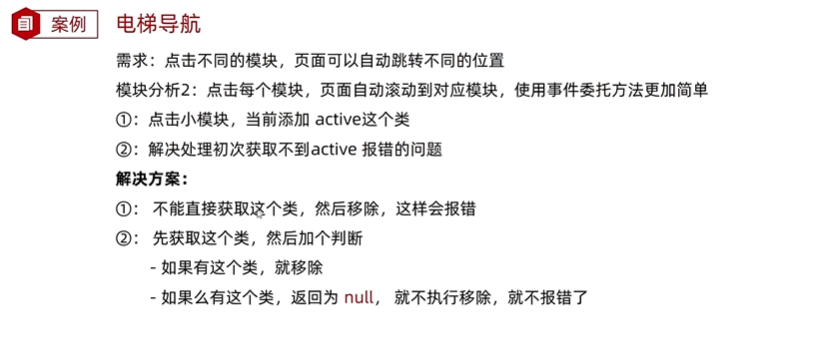 案例 电梯导航
需求：点击不同的模块，页面可以自动跳转不同的位置
模块分析2：点击每个模块，页面自动滚动到对应模块，使用事件委托方法更加简单
①：点击小模块，当前添加 active这个类
②：解决处理初次获取不到active 报错的问题
解决方案：
①： 不能直接获取这个类，然后移除，这样会报错
②： 先获取这个类，然后加个判断
- 如果有这个类，就移除
- 如果么有这个类，返回为 null， 就不执行移除，就不报错了